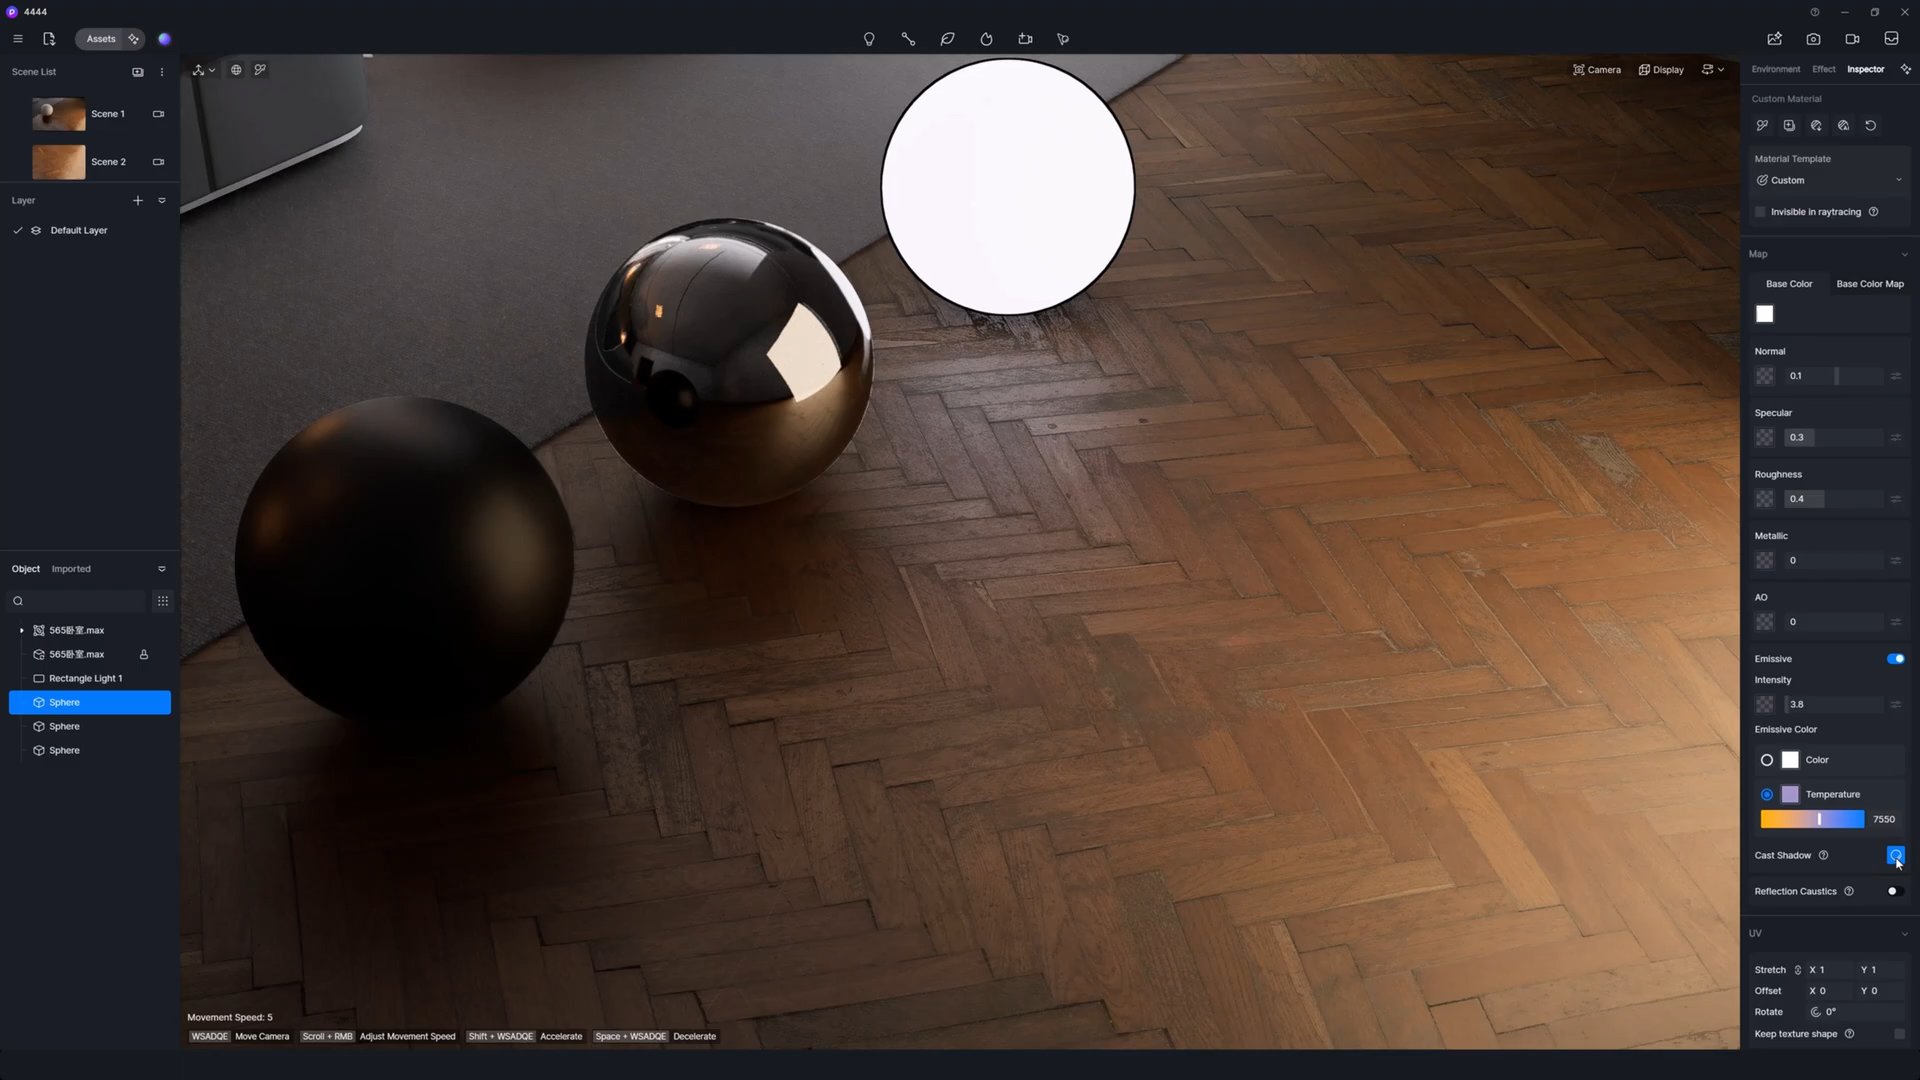 4444
Assets
Scene List
Scene 1
Scene 2
Layer
Default Layer
Object Imported
565卧室.max
565卧室.max
Rectangle Light 1
Sphere
Sphere
Sphere
Camera Display
Movement Speed: 5
WSADQE Move Camera Scroll + RMB Adjust Movement Speed Shift + WSADQE Accelerate Space + WSADQE Decelerate
Environment Effect Inspector
Custom Material
Material Template
Custom
Invisible in raytracing
Map
Base Color Base Color Map
Normal
0.1
Specular
0.3
Roughness
0.4
Metallic
0
AO
0
Emissive
Intensity
3.8
Emissive Color
Color
Temperature
7550
Cast Shadow
Reflection Caustics
UV
Stretch X 1 Y 1
Offset X 0 Y 0
Rotate 0°
Keep texture shape